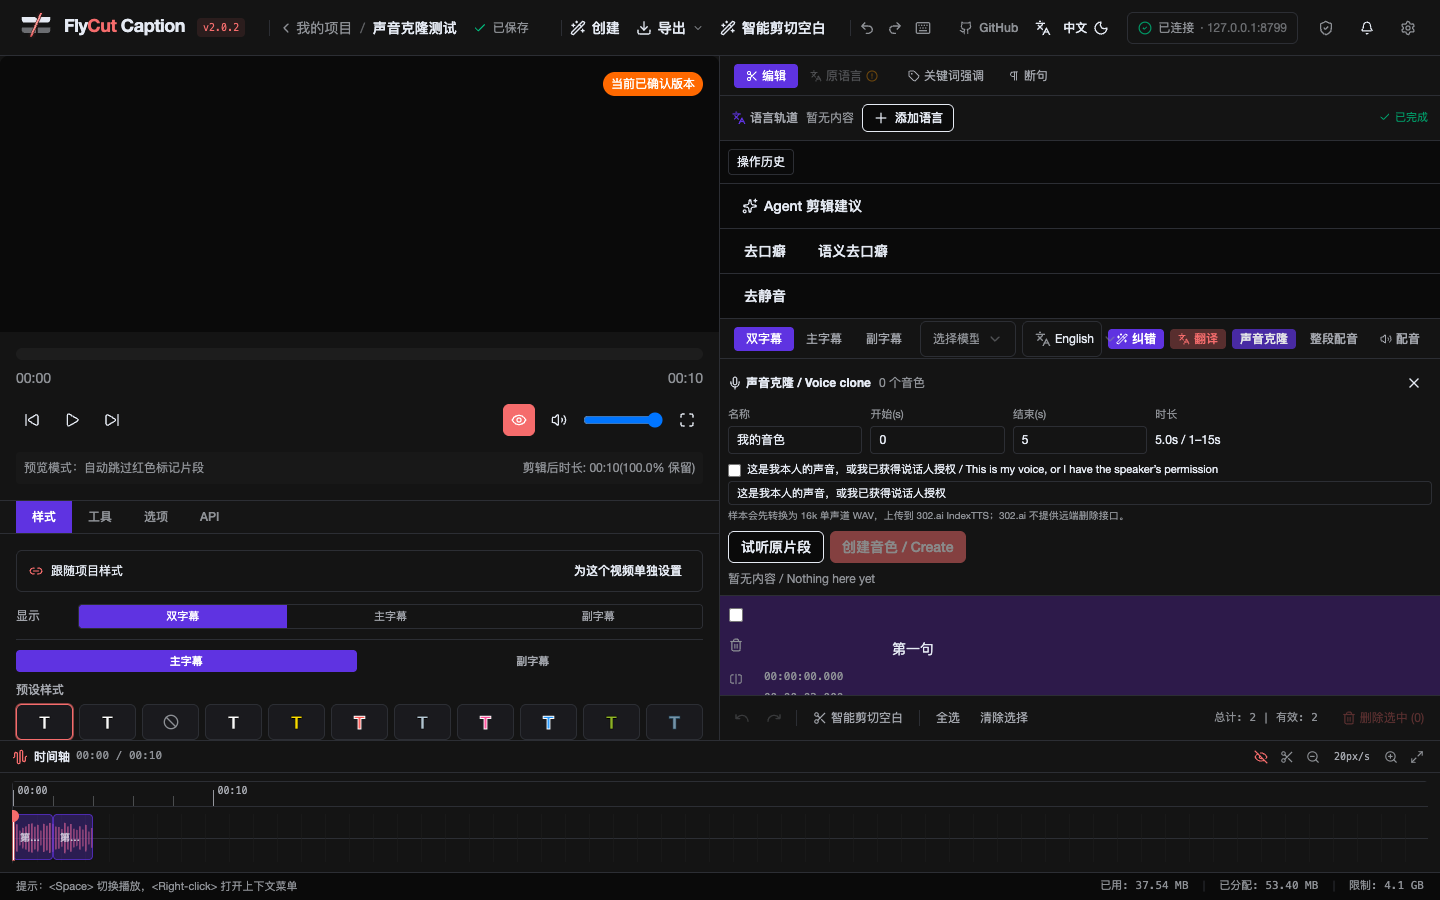 FlyCut Caption v2.0.2 我的项目 / 声音克隆测试 已保存 创建 导出 智能剪切空白 GitHub 中文 已连接 · 127.0.0.1:8799
当前已确认版本
00:00 00:10
预览模式：自动跳过红色标记片段 剪辑后时长: 00:10(100.0% 保留)
样式 工具 选项 API
跟随项目样式 为这个视频单独设置
显示 双字幕 主字幕 副字幕
主字幕 副字幕
预设样式
T T T T T T T T T T
编辑 原语言 关键词强调 断句
语言轨道 暂无内容 添加语言 已完成
操作历史
Agent 剪辑建议
去口癖 语义去口癖
去静音
双字幕 主字幕 副字幕 选择模型 English 纠错 翻译 声音克隆 整段配音 配音
声音克隆 / Voice clone 0 个音色
名称 开始(s) 结束(s) 时长
我的音色 0 5 5.0s / 1–15s
这是我本人的声音，或我已获得说话人授权 / This is my voice, or I have the speaker's permission
这是我本人的声音，或我已获得说话人授权
样本会先转换为 16k 单声道 WAV，上传到 302.ai IndexTTS；302.ai 不提供远端删除接口。
试听原片段 创建音色 / Create
暂无内容 / Nothing here yet
第一句
00:00:00.000
智能剪切空白 全选 清除选择 总计: 2 | 有效: 2 删除选中 (0)
时间轴 00:00 / 00:10 20px/s
00:00 00:10
第... 第...
提示：<Space> 切换播放，<Right-click> 打开上下文菜单 已用: 37.54 MB 已分配: 53.40 MB 限制: 4.1 GB